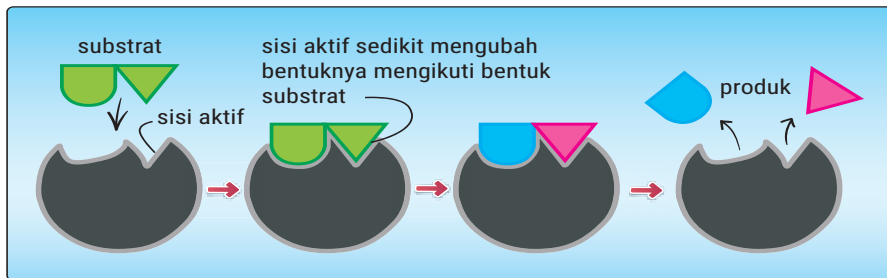 substrat
sisi aktif
sisi aktif sedikit mengubah
bentuknya mengikuti bentuk
substrat
produk